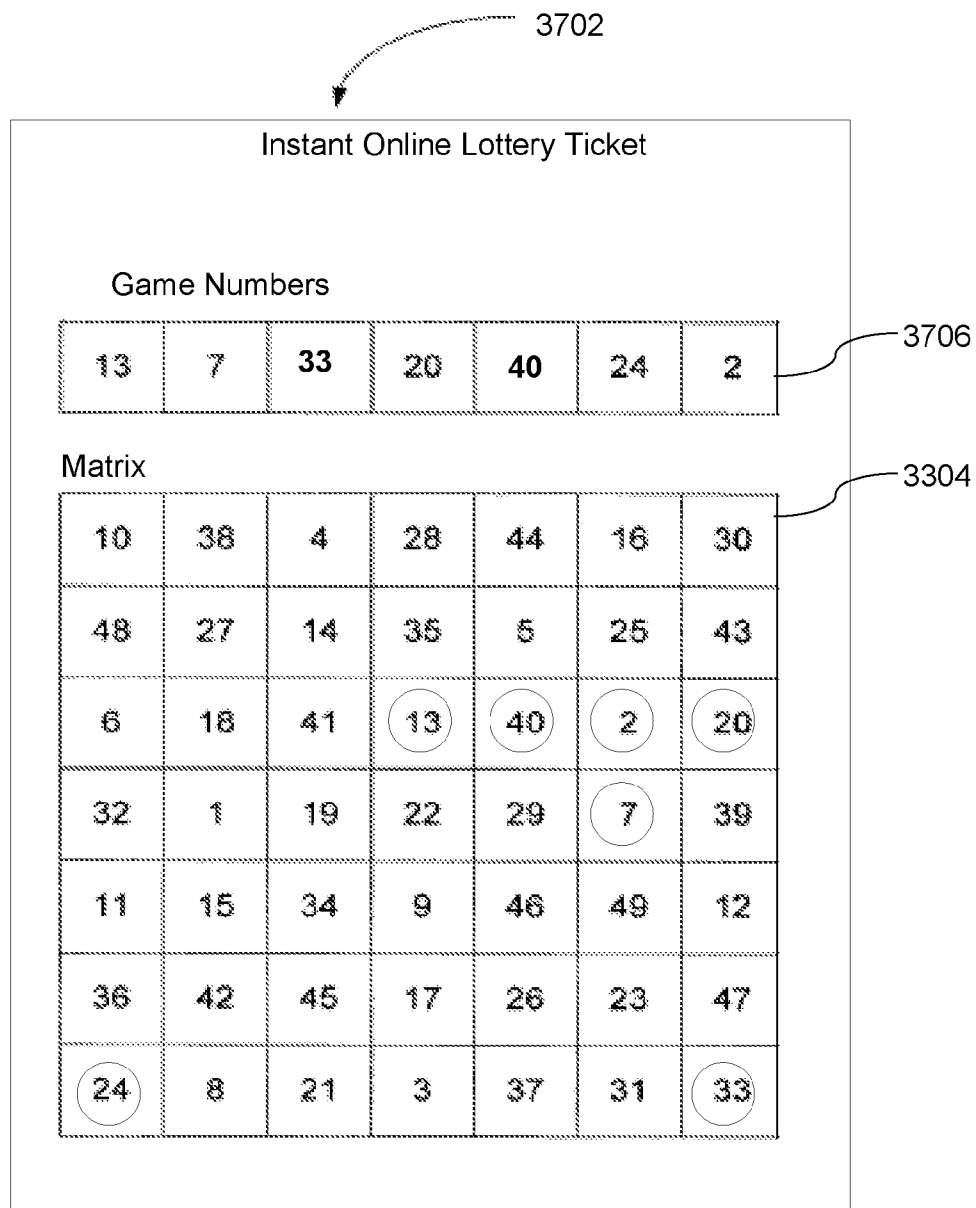 3702
Instant Online Lottery Ticket
Game Numbers
13 7 33 20 40 24 2
3706
Matrix
3304
10 38 4 28 44 16 30
48 27 14 35 5 25 43
6 18 41 13 40 2 20
32 1 19 22 29 7 39
11 15 34 9 46 49 12
36 42 45 17 26 23 47
24 8 21 3 37 31 33